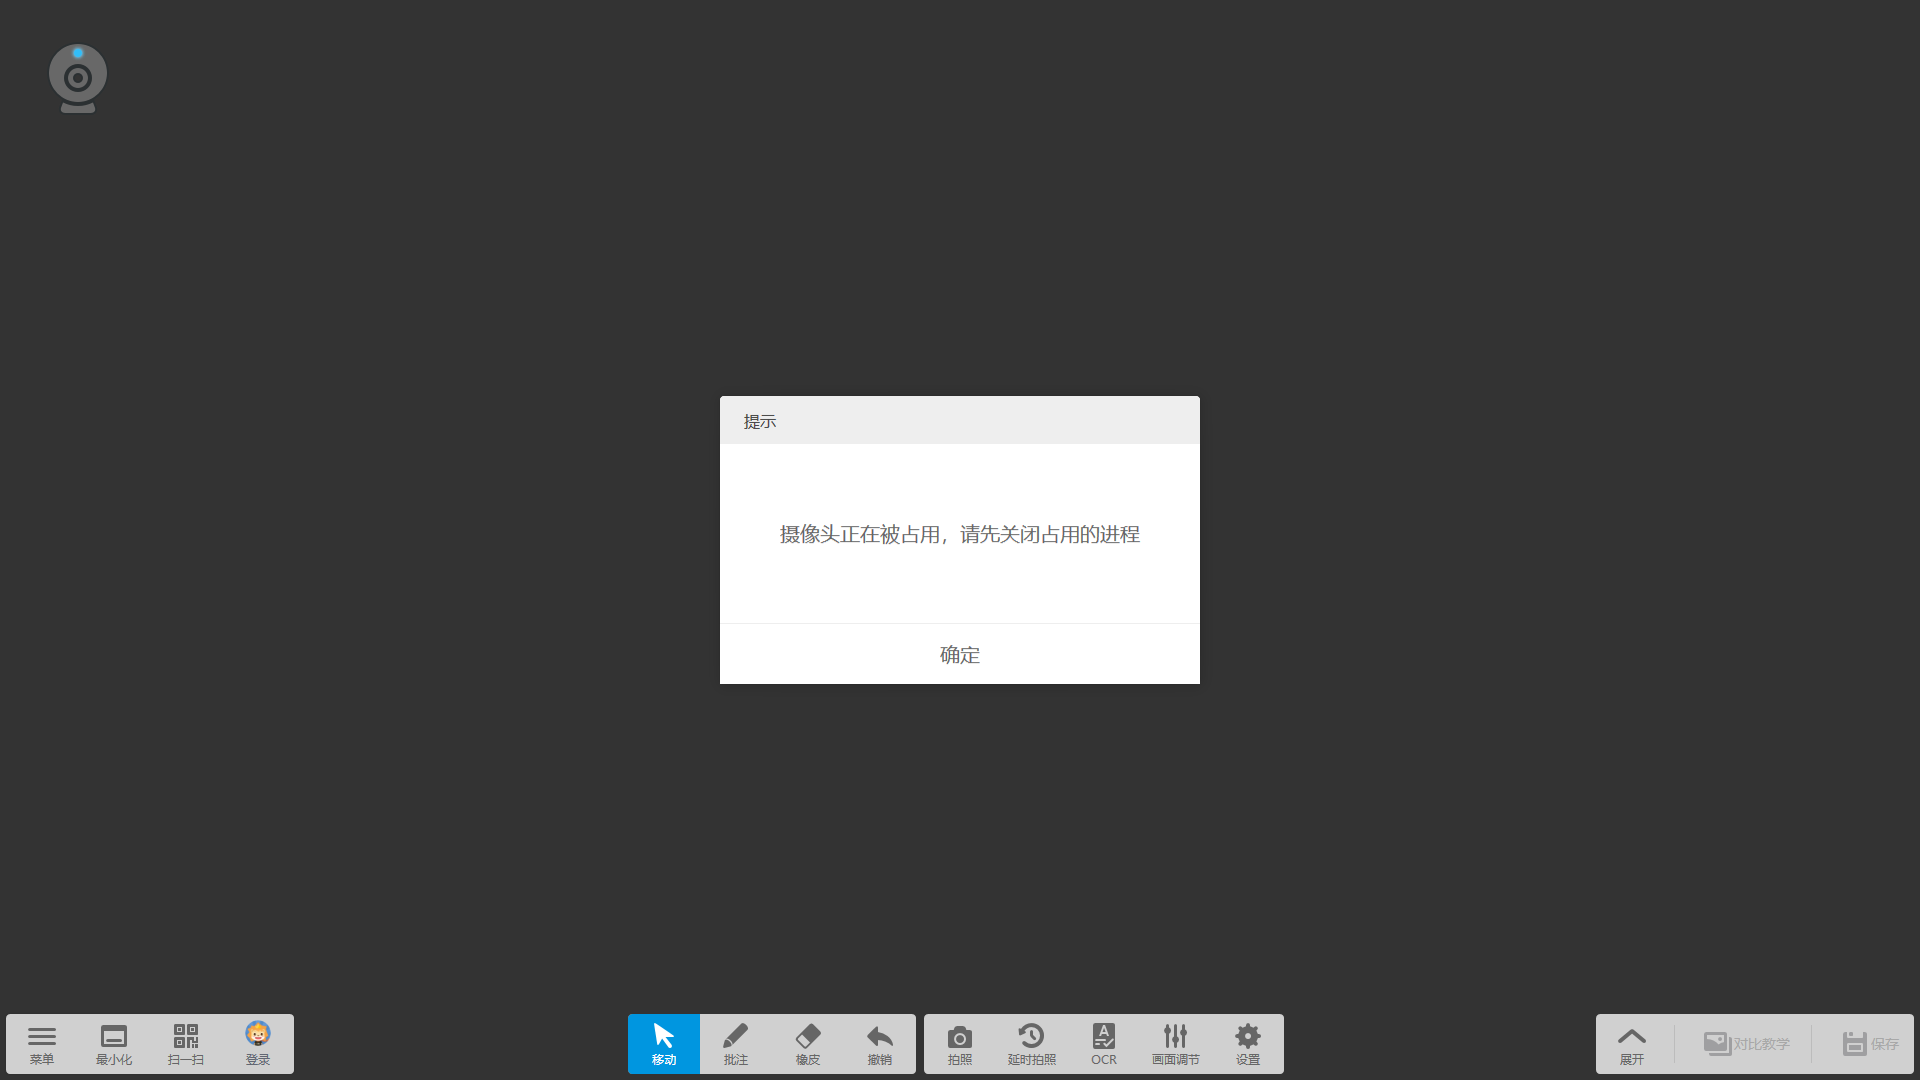 提示
摄像头正在被占用，请先关闭占用的进程
确定
菜单
最小化
扫一扫
登录
移动
批注
橡皮
撤销
拍照
延时拍照
OCR
画面调节
设置
展开
对比教学
保存